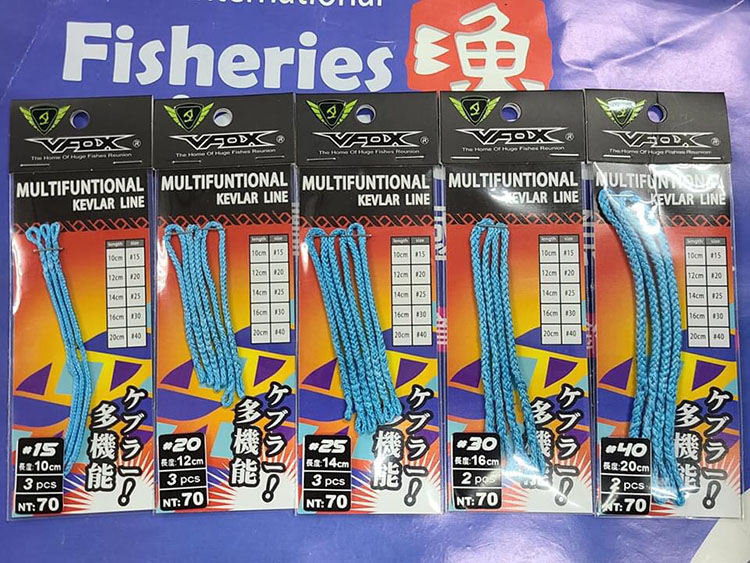 International
Fisheries
漁
VFOX®
The Home Of Huge Fishes Reunion
MULTIFUNTIONAL
KEVLAR LINE
length size
10cm #15
12cm #20
14cm #25
16cm #30
20cm #40
ケブラー!
多機能
#15
長度:10cm
3 pcs
NT:70
VFOX®
The Home Of Huge Fishes Reunion
MULTIFUNTIONAL
KEVLAR LINE
length size
10cm #15
12cm #20
14cm #25
16cm #30
20cm #40
ケブラー!
多機能
#20
長度:12cm
3 pcs
NT:70
VFOX®
The Home Of Huge Fishes Reunion
MULTIFUNTIONAL
KEVLAR LINE
length size
10cm #15
12cm #20
14cm #25
16cm #30
20cm #40
ケブラー!
機能
#25
長度:14cm
3 pcs
NT:70
VFOX®
The Home Of Huge Fishes Reunion
MULTIFUNTIONAL
KEVLAR LINE
length size
10cm #15
12cm #20
14cm #25
16cm #30
20cm #40
ケブラー!
多機能
#30
長度:16cm
2 pcs
NT:70
VFOX®
The Home Of Huge Fishes Reunion
MULTIFUNTIONAL
KEVLAR LINE
length size
10cm #15
12cm #20
14cm #25
16cm #30
20cm #40
ケブラー!
多機能
#40
長度:20cm
2 pcs
NT:70